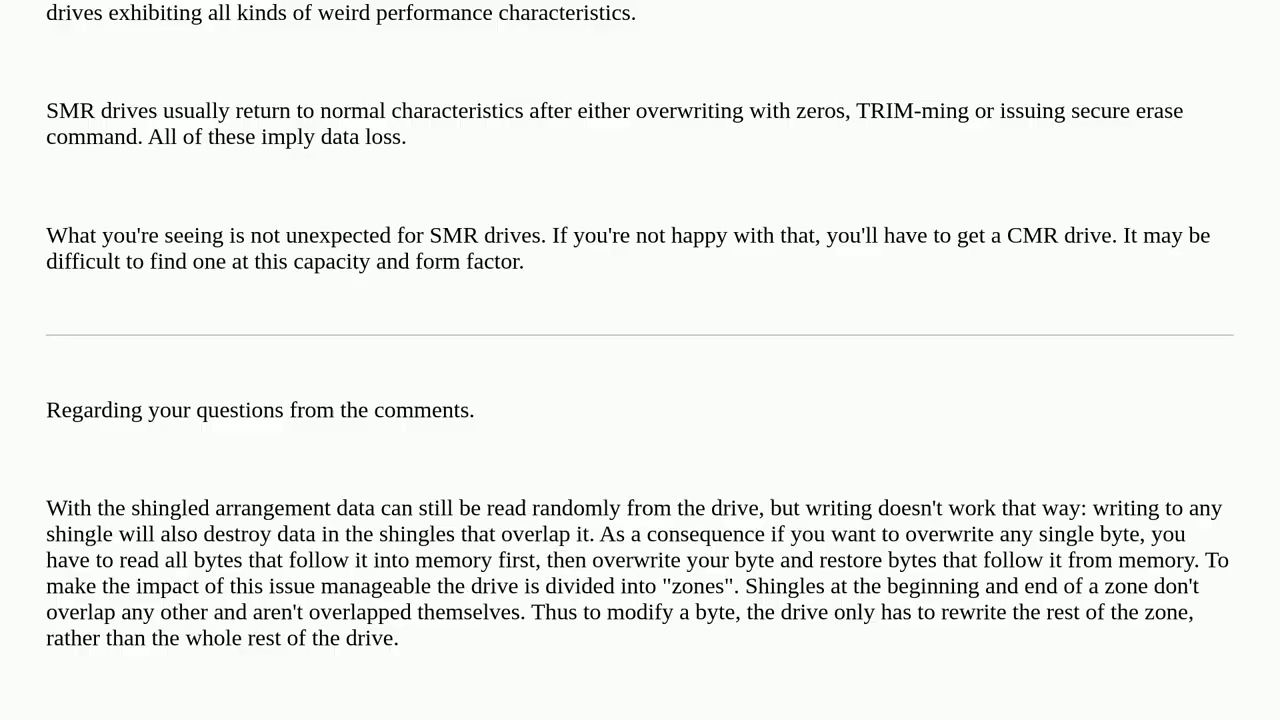 drives exhibiting all kinds of weird performance characteristics.
SMR drives usually return to normal characteristics after either overwriting with zeros, TRIM-ming or issuing secure erase
command. All of these imply data loss.
What you're seeing is not unexpected for SMR drives. If you're not happy with that, you'll have to get a CMR drive. It may be
difficult to find one at this capacity and form factor.
Regarding your questions from the comments.
With the shingled arrangement data can still be read randomly from the drive, but writing doesn't work that way: writing to any
shingle will also destroy data in the shingles that overlap it. As a consequence if you want to overwrite any single byte, you
have to read all bytes that follow it into memory first, then overwrite your byte and restore bytes that follow it from memory. To
make the impact of this issue manageable the drive is divided into "zones". Shingles at the beginning and end of a zone don't
overlap any other and aren't overlapped themselves. Thus to modify a byte, the drive only has to rewrite the rest of the zone,
rather than the whole rest of the drive.